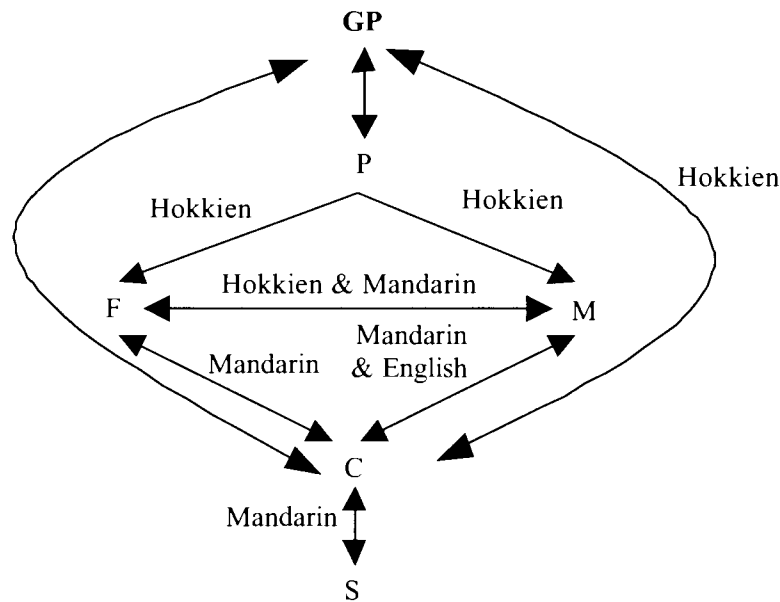 GP
P
Hokkien
Hokkien
Hokkien
Hokkien & Mandarin
F
M
Mandarin
& English
Mandarin
C
Mandarin
S